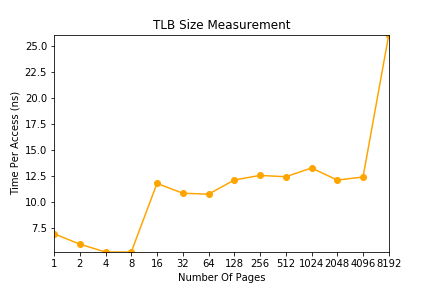 TLB Size Measurement
Time Per Access (ns)
25.0
22.5
20.0
17.5
15.0
12.5
10.0
7.5
1 2 4 8 16 32 64 128 256 512 1024 2048 4096 8192
Number Of Pages